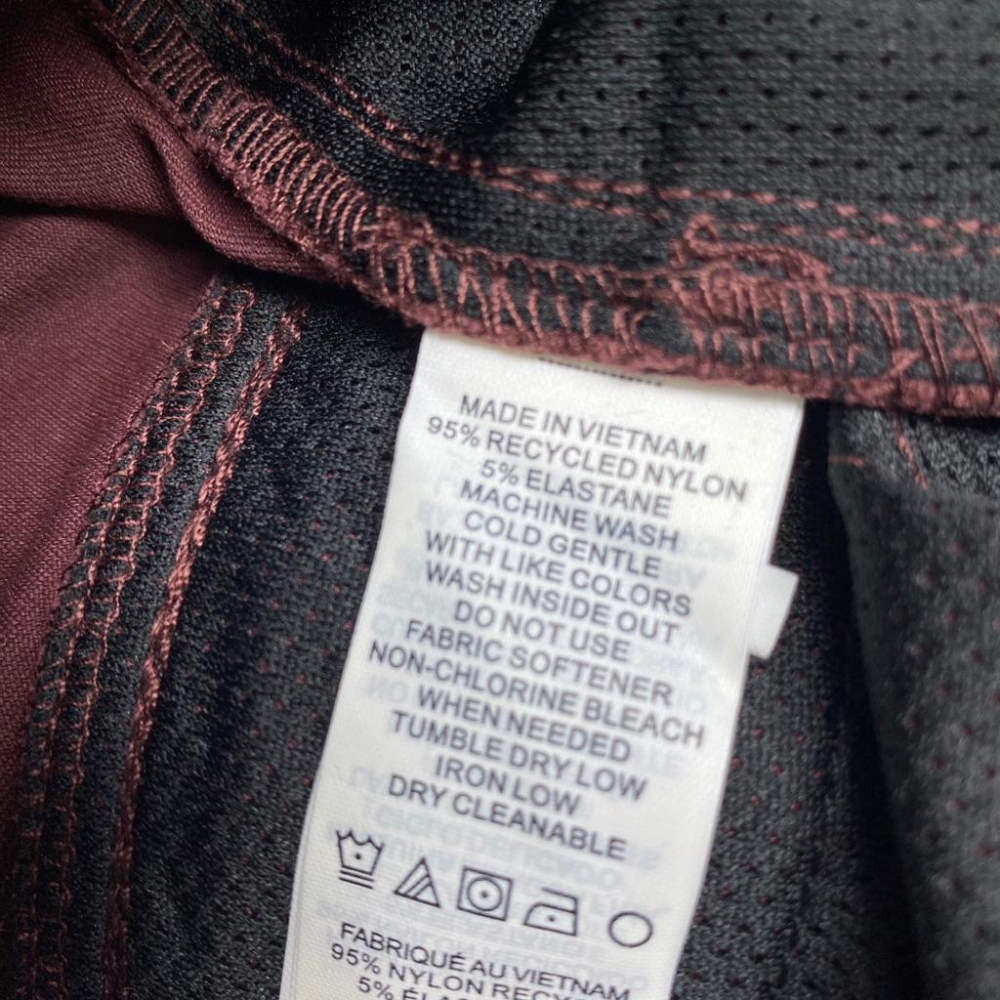 MADE IN VIETNAM
95% RECYCLED NYLON
5% ELASTANE
MACHINE WASH
COLD GENTLE
WITH LIKE COLORS
WASH INSIDE OUT
DO NOT USE
FABRIC SOFTENER
NON-CHLORINE BLEACH
WHEN NEEDED
TUMBLE DRY LOW
IRON LOW
DRY CLEANABLE
FABRIQUÉ AU VIETNAM
95% NYLON
5%